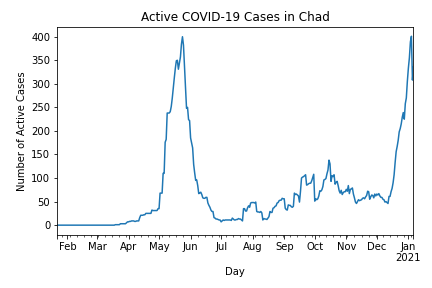 Active COVID-19 Cases in Chad
Number of Active Cases
400
350
300
250
200
150
100
50
0
Feb Mar Apr May Jun Jul Aug Sep Oct Nov Dec Jan
2021
Day